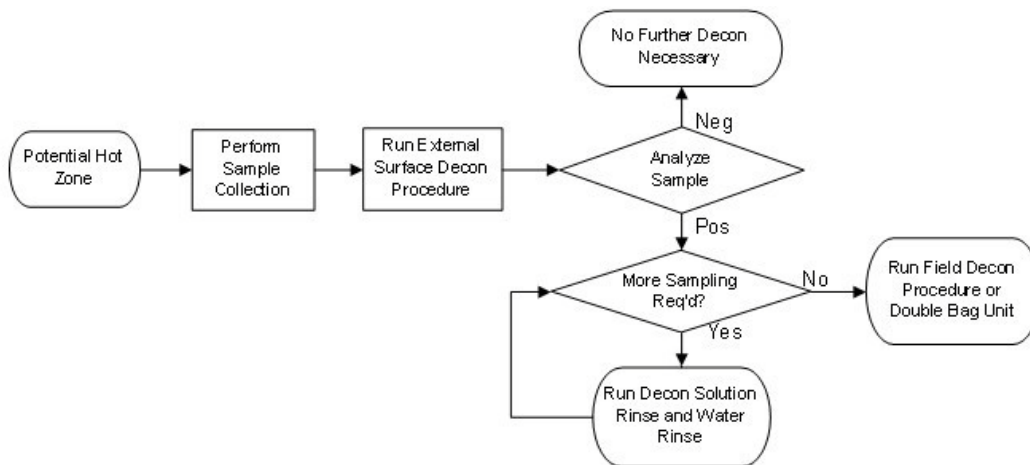 No Further Decon
Necessary
Neg
Potential Hot
Zone
Perform
Sample
Collection
Run External
Surface Decon
Procedure
Analyze
Sample
Pos
More Sampling
Req'd?
No
Run Field Decon
Procedure or
Double Bag Unit
Yes
Run Decon Solution
Rinse and Water
Rinse